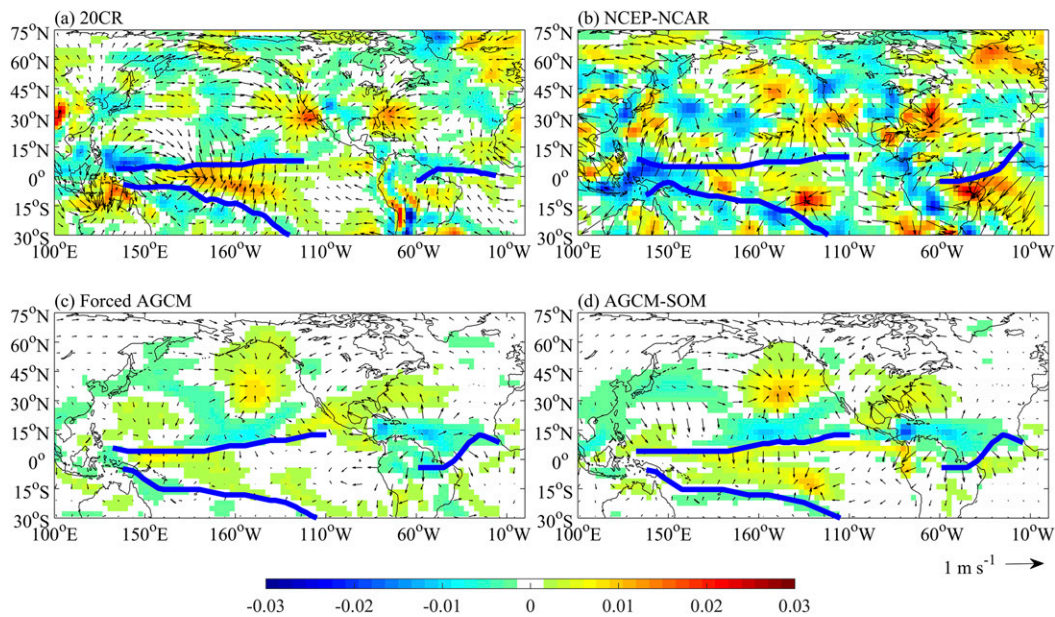 (a) 20CR (b) NCEP-NCAR
75°N 75°N
60°N 60°N
45°N 45°N
30°N 30°N
15°N 15°N
0°N 0°N
15°S 15°S
30°S 30°S
100°E 150°E 160°W 110°W 60°W 10°W 100°E 150°E 160°W 110°W 60°W 10°W
(c) Forced AGCM (d) AGCM-SOM
75°N 75°N
60°N 60°N
45°N 45°N
30°N 30°N
15°N 15°N
0°N 0°N
15°S 15°S
30°S 30°S
100°E 150°E 160°W 110°W 60°W 10°W 100°E 150°E 160°W 110°W 60°W 10°W
1 m s⁻¹
-0.03 -0.02 -0.01 0 0.01 0.02 0.03